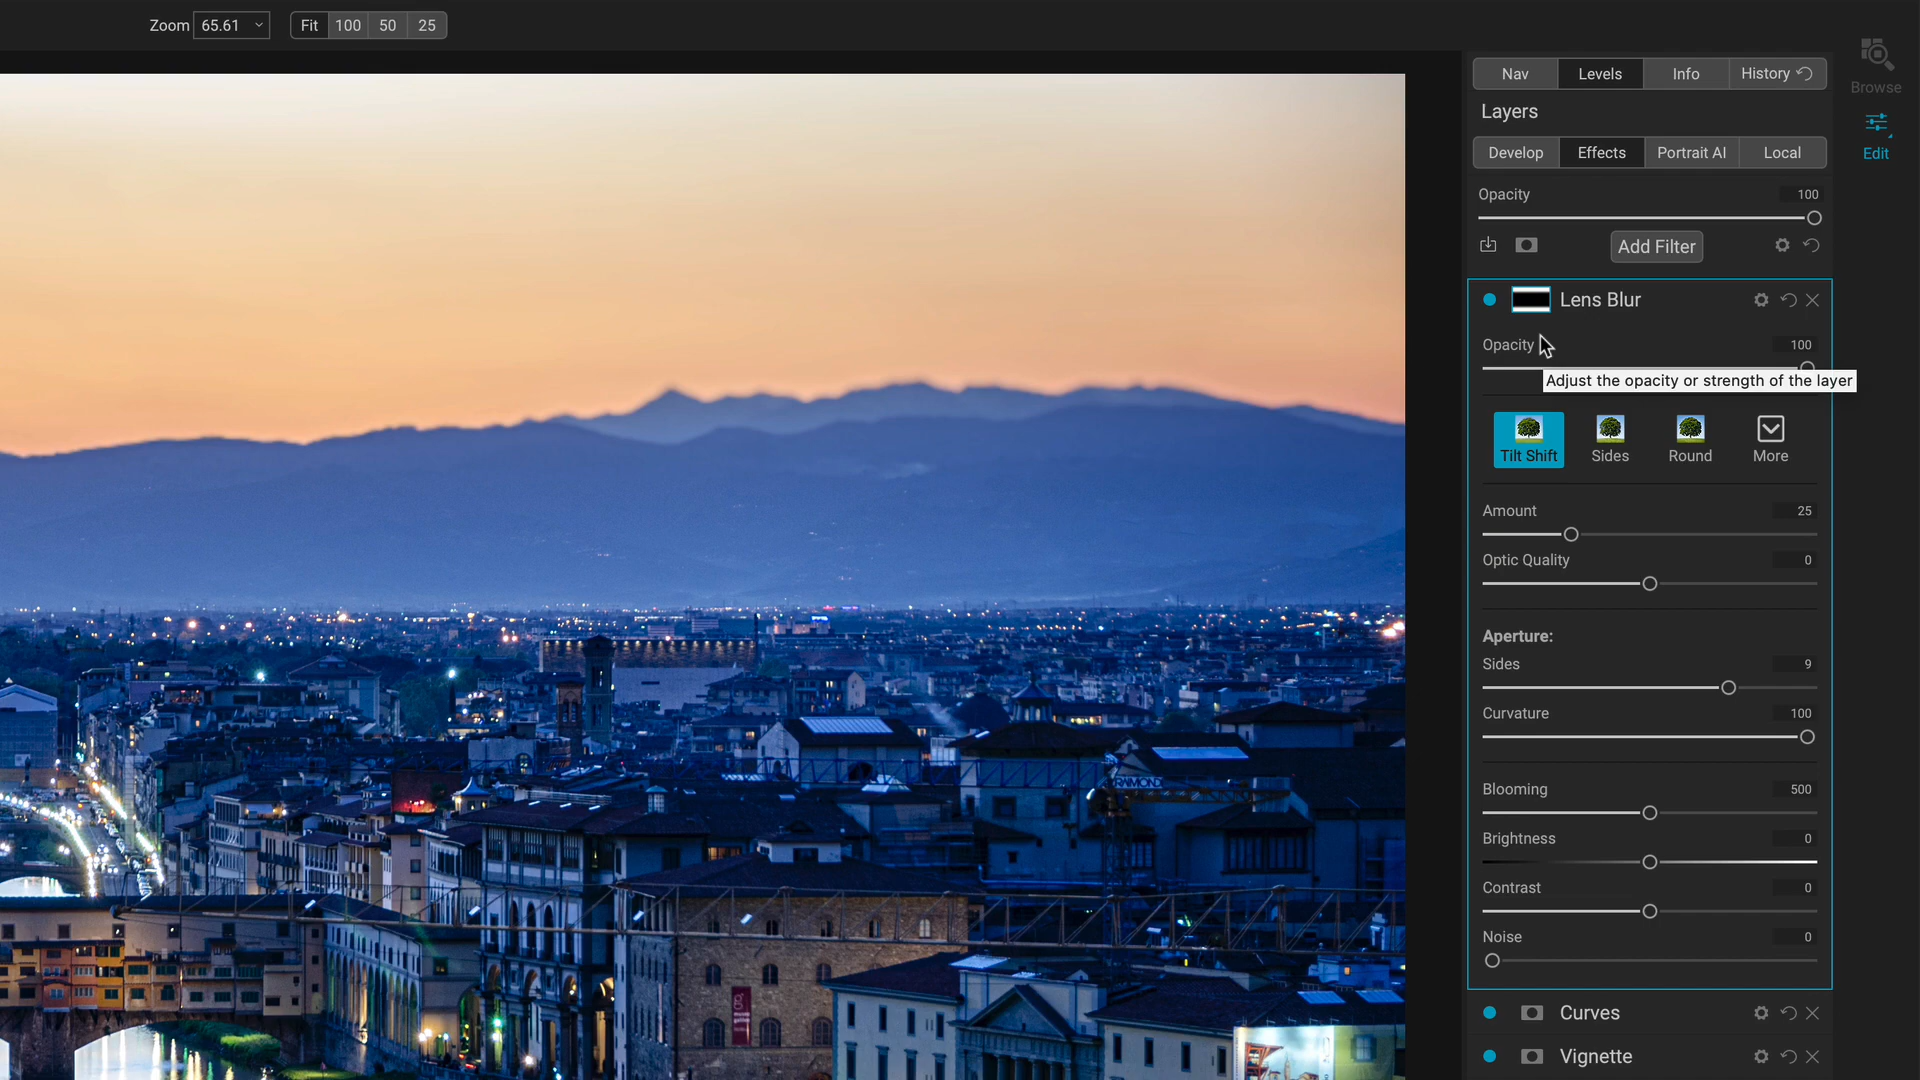 Zoom 65.61 Fit 100 50 25
Browse
Edit
Nav Levels Info History
Layers
Develop Effects Portrait AI Local
Opacity 100
Add Filter
Lens Blur
Opacity 100
Adjust the opacity or strength of the layer
Tilt Shift Sides Round More
Amount 25
Optic Quality 0
Aperture:
Sides 9
Curvature 100
Blooming 500
Brightness 0
Contrast 0
Noise 0
Curves
Vignette
RAIMONDI